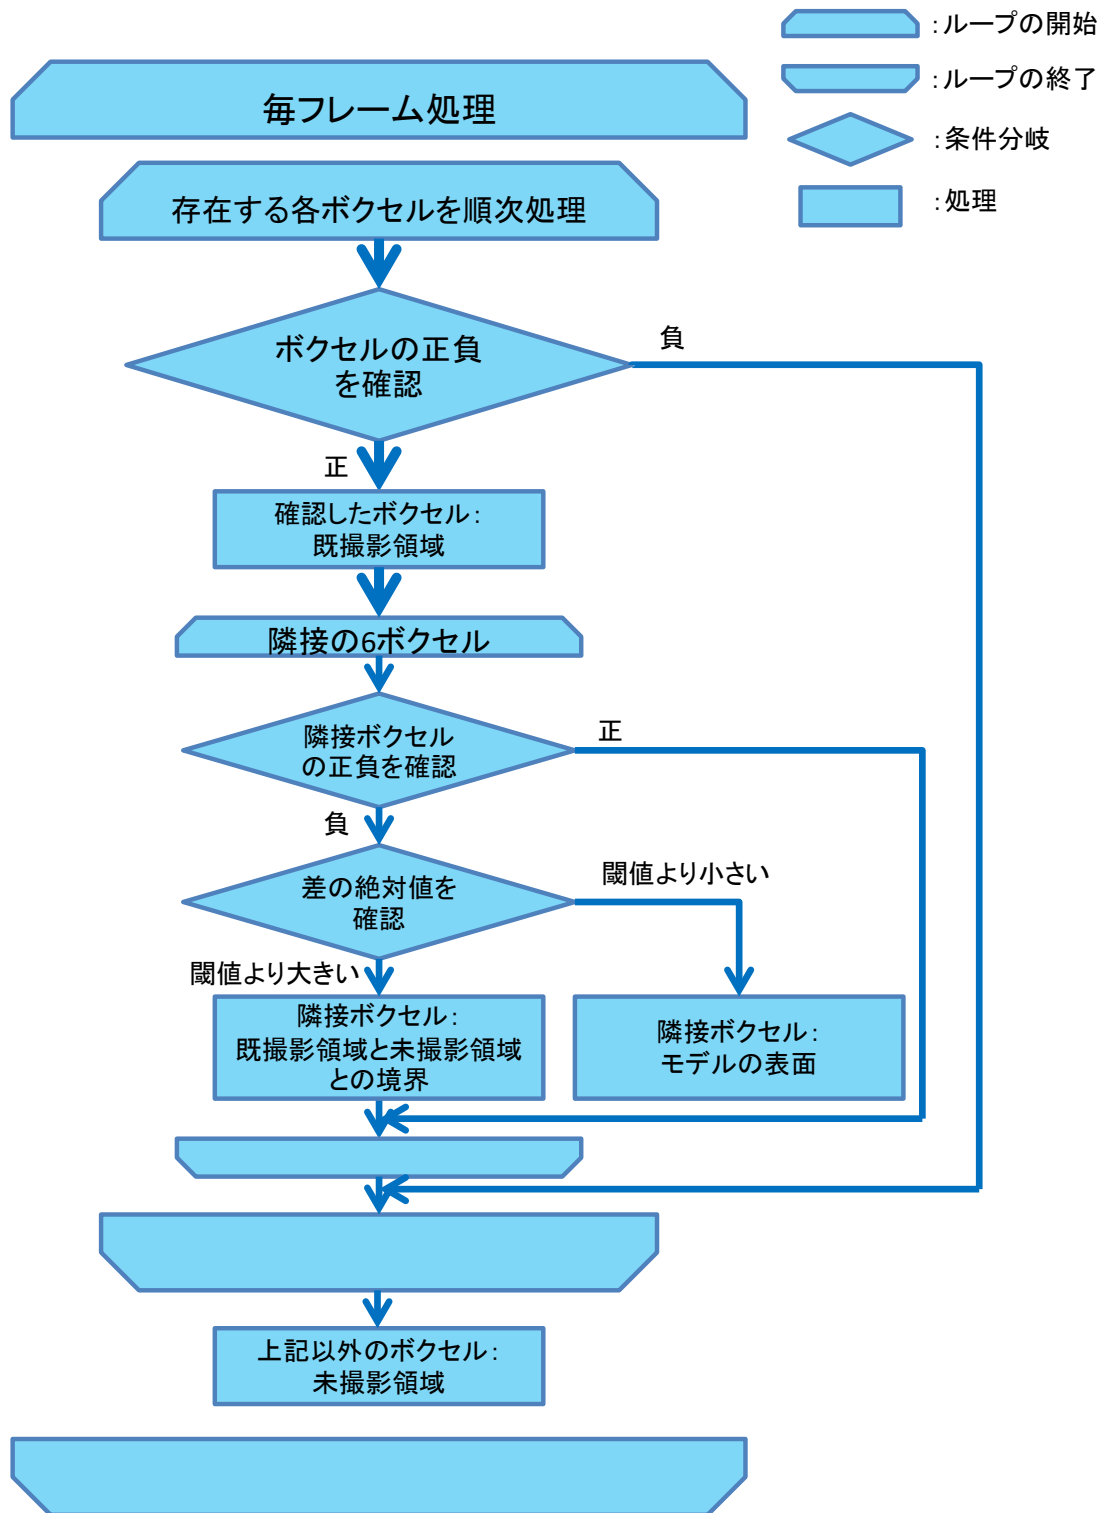 ：ループの開始
：ループの終了
：条件分岐
：処理
毎フレーム処理
存在する各ボクセルを順次処理
ボクセルの正負
を確認
負
正
確認したボクセル：
既撮影領域
隣接の6ボクセル
隣接ボクセル
の正負を確認
正
負
差の絶対値を
確認
閾値より小さい
閾値より大きい
隣接ボクセル：
既撮影領域と未撮影領域
との境界
隣接ボクセル：
モデルの表面
上記以外のボクセル：
未撮影領域